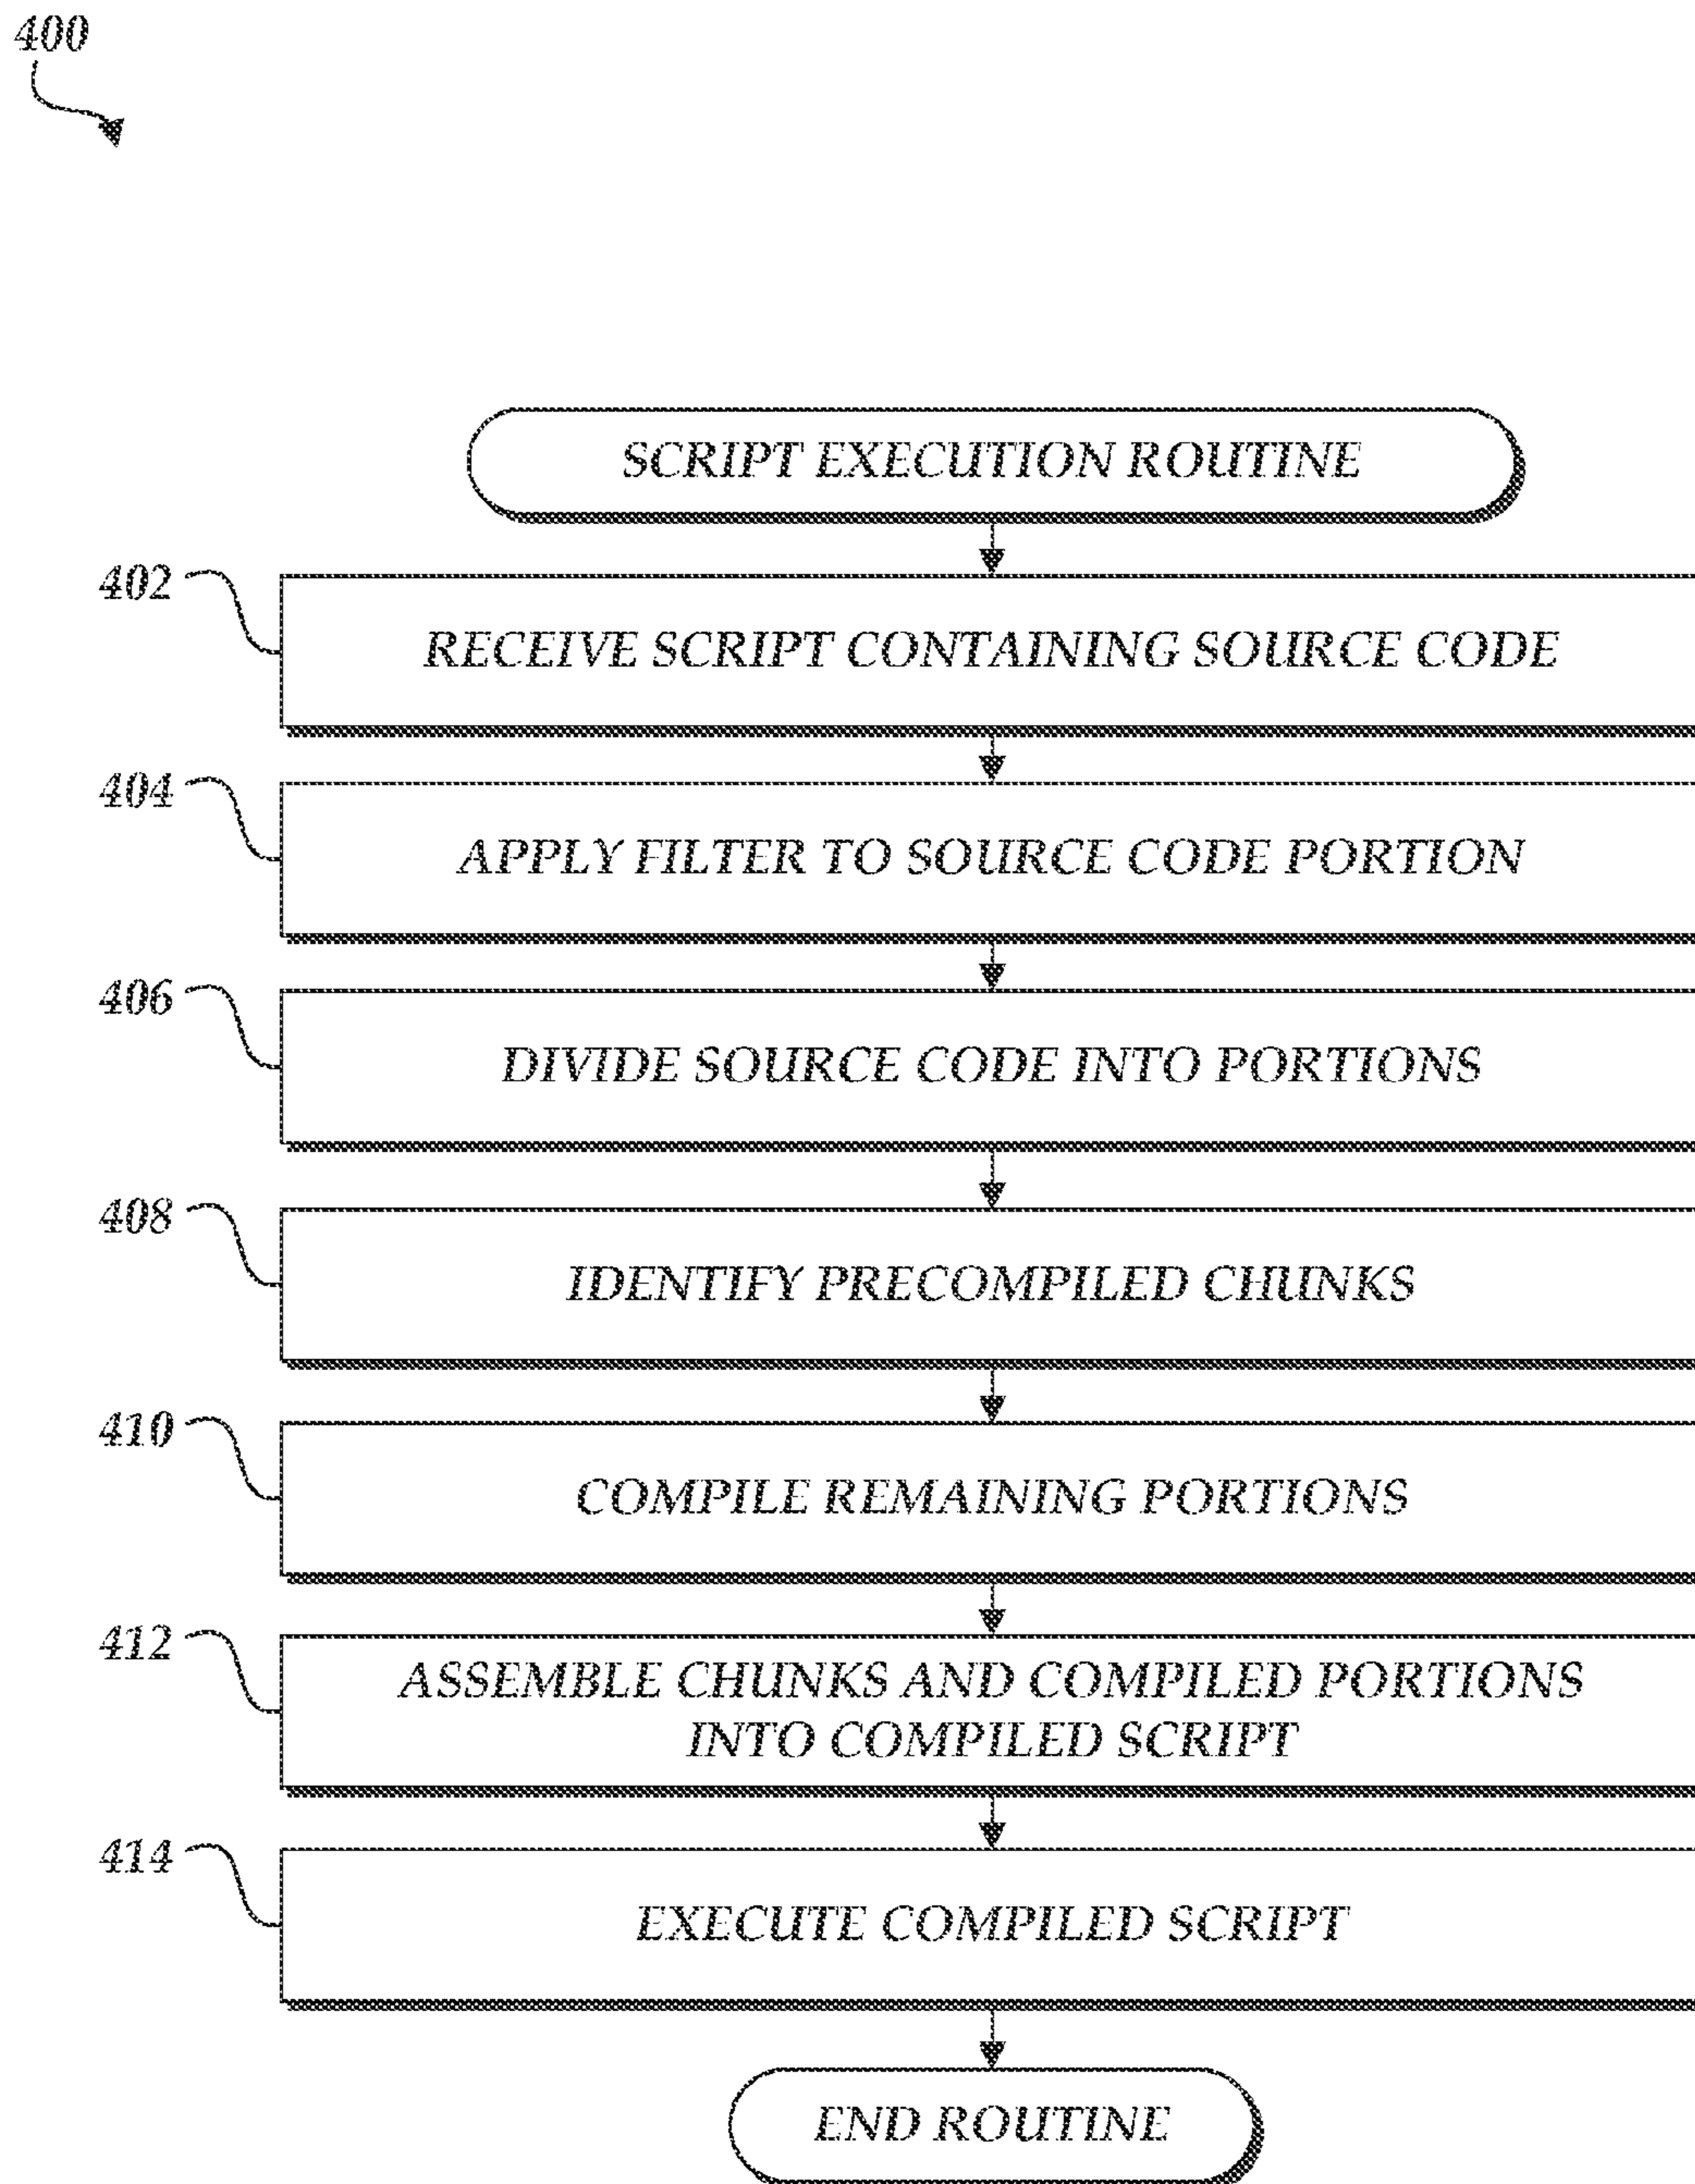 400
SCRIPT EXECUTION ROUTINE
402
RECEIVE SCRIPT CONTAINING SOURCE CODE
404
APPLY FILTER TO SOURCE CODE PORTION
406
DIVIDE SOURCE CODE INTO PORTIONS
408
IDENTIFY PRECOMPILED CHUNKS
410
COMPILE REMAINING PORTIONS
412
ASSEMBLE CHUNKS AND COMPILED PORTIONS
INTO COMPILED SCRIPT
414
EXECUTE COMPILED SCRIPT
END ROUTINE